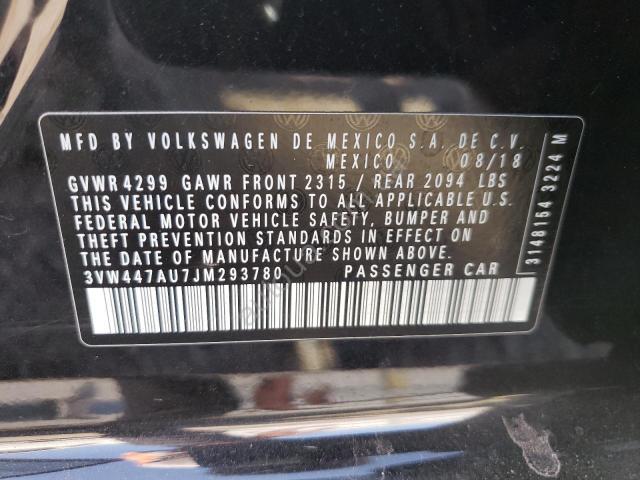 MFD BY VOLKSWAGEN DE MEXICO S.A. DE C.V.
MEXICO 08/18
GVWR 4299 GAWR FRONT 2315 / REAR 2094 LBS
THIS VEHICLE CONFORMS TO ALL APPLICABLE U.S.
FEDERAL MOTOR VEHICLE SAFETY, BUMPER AND
THEFT PREVENTION STANDARDS IN EFFECT ON
THE DATE OF MANUFACTURE SHOWN ABOVE.
3VW447AU7JM293780 PASSENGER CAR
3148154 3224 M